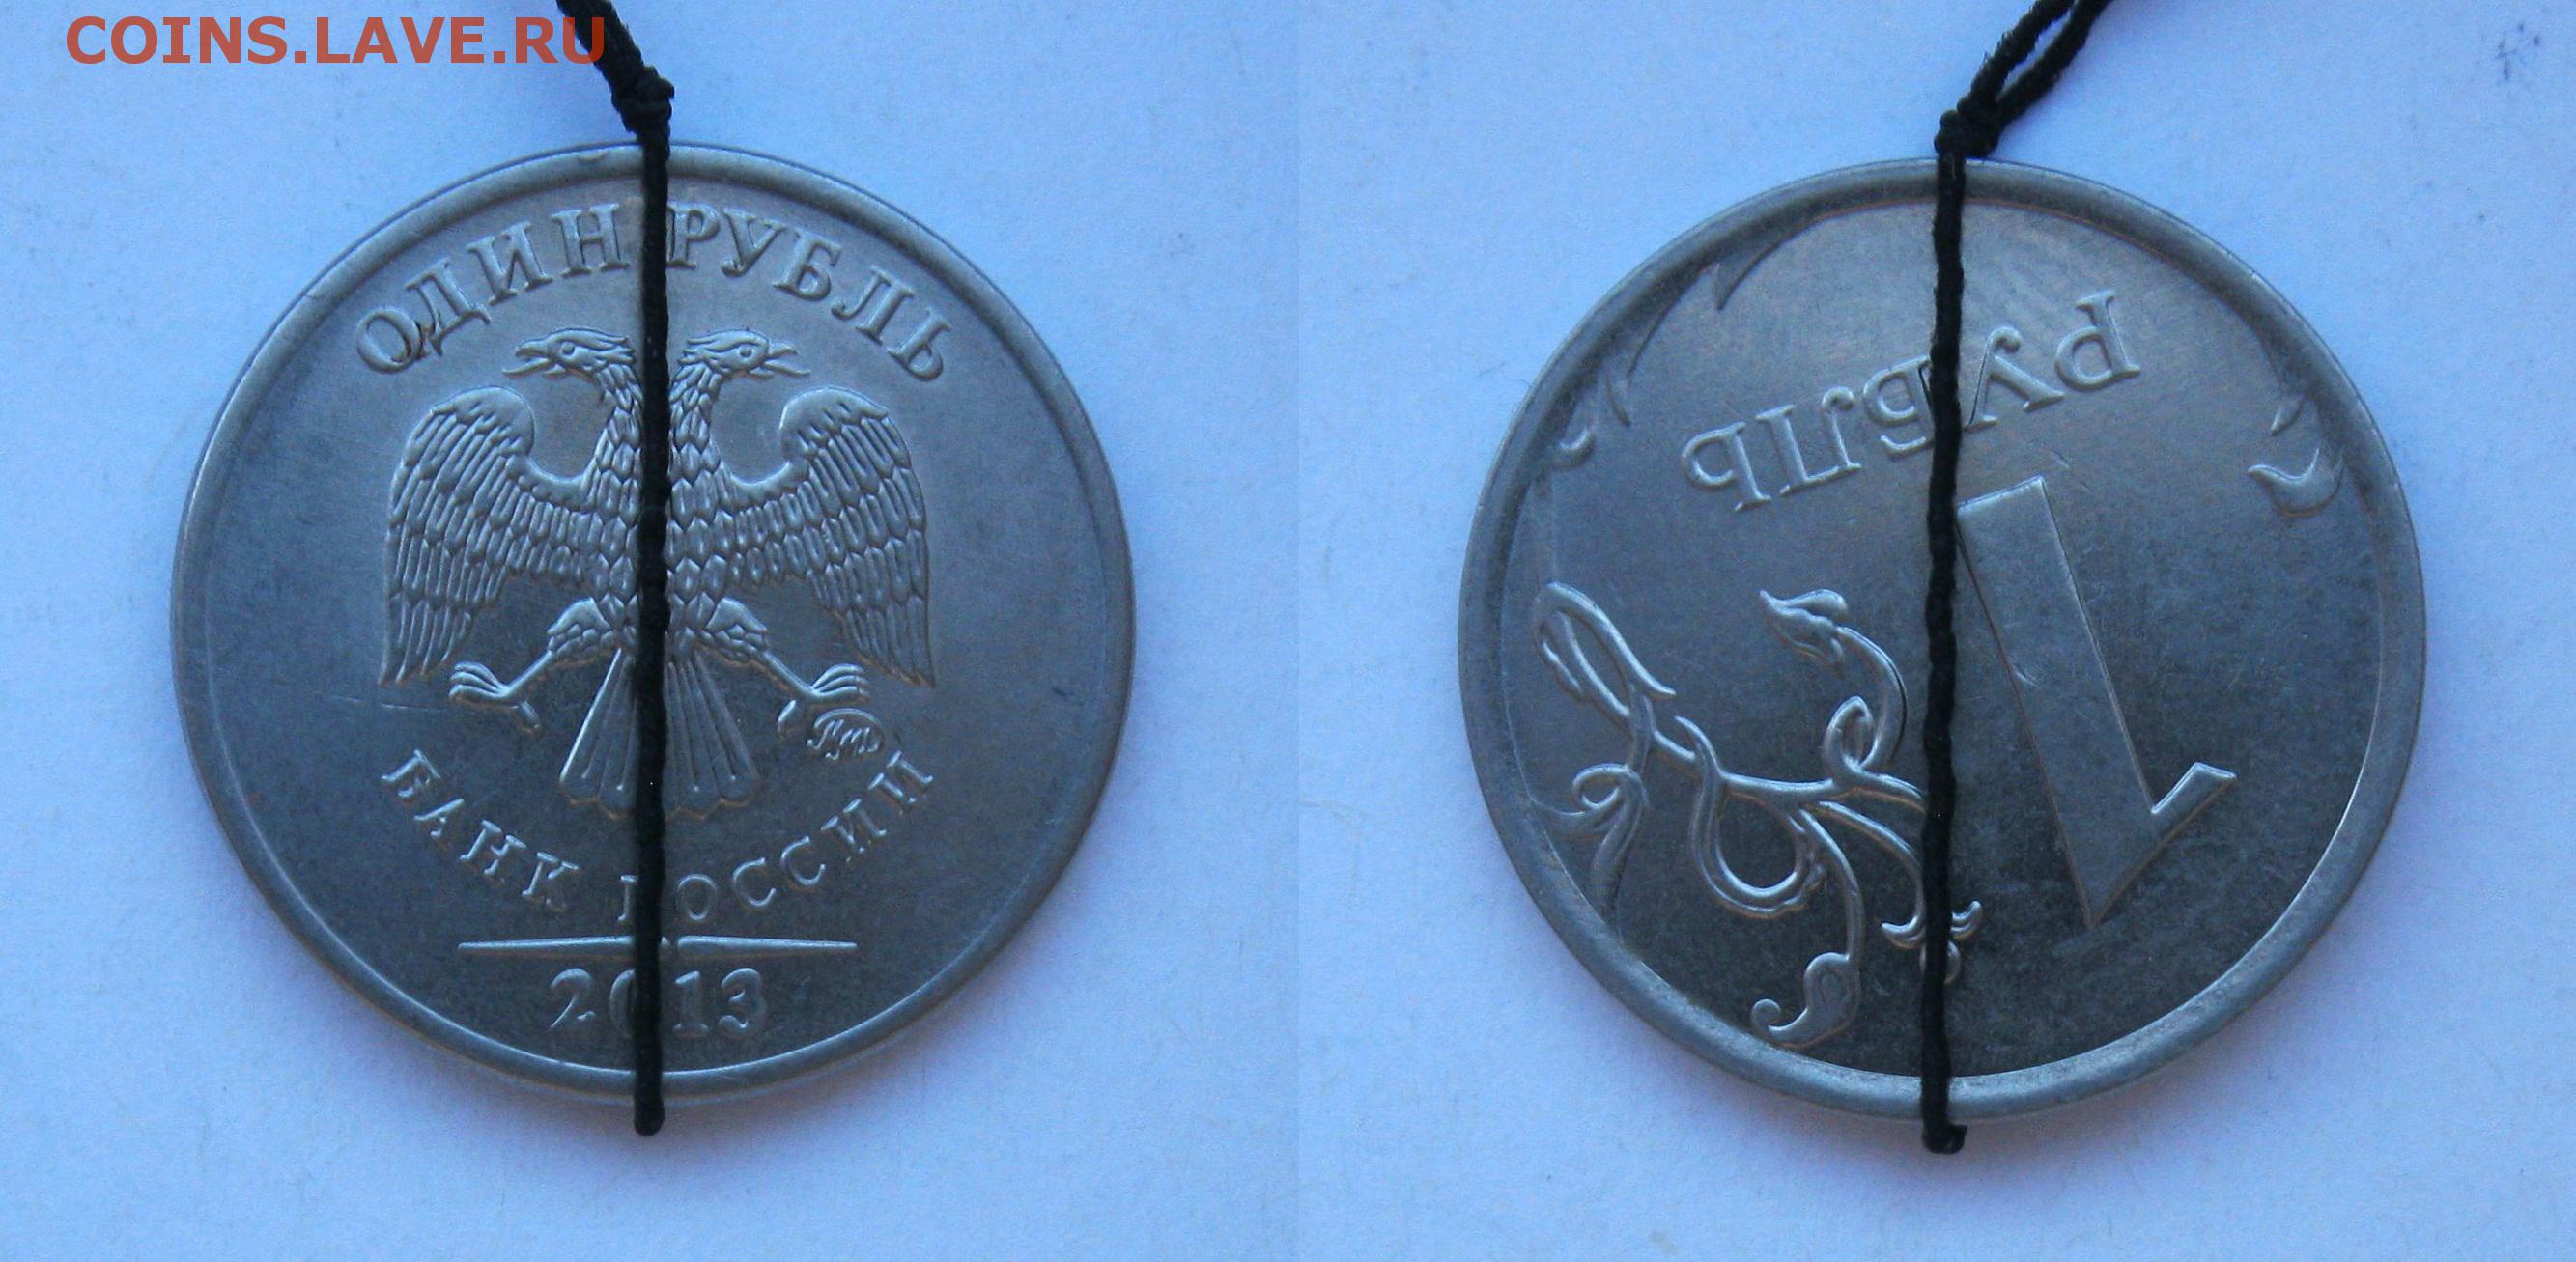 COINS.LAVE.RU
ОДИН РУБЛЬ
БАНК РОССИИ
2013
РУБЛЬ
1